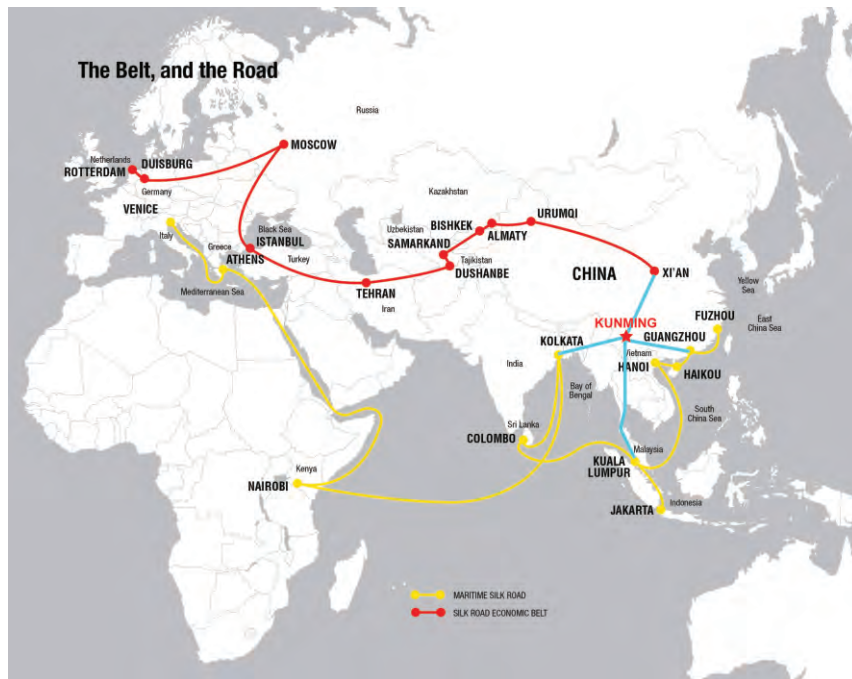 The Belt, and the Road
Russia
MOSCOW
Netherlands
DUISBURG
ROTTERDAM
Germany
VENICE
Italy
Kazakhstan
URUMQI
BISHKEK
ALMATY
Uzbekistan
SAMARKAND
Tajikistan
DUSHANBE
Black Sea
ISTANBUL
Greece
ATHENS
Turkey
Mediterranean Sea
TEHRAN
Iran
CHINA
XI'AN
Yellow
Sea
East
China Sea
KUNMING
FUZHOU
GUANGZHOU
KOLKATA
Vietnam
HANOI
HAIKOU
India
Bay of
Bengal
South
China Sea
Sri Lanka
COLOMBO
Malaysia
KUALA
LUMPUR
Kenya
NAIROBI
Indonesia
JAKARTA
MARITIME SILK ROAD
SILK ROAD ECONOMIC BELT